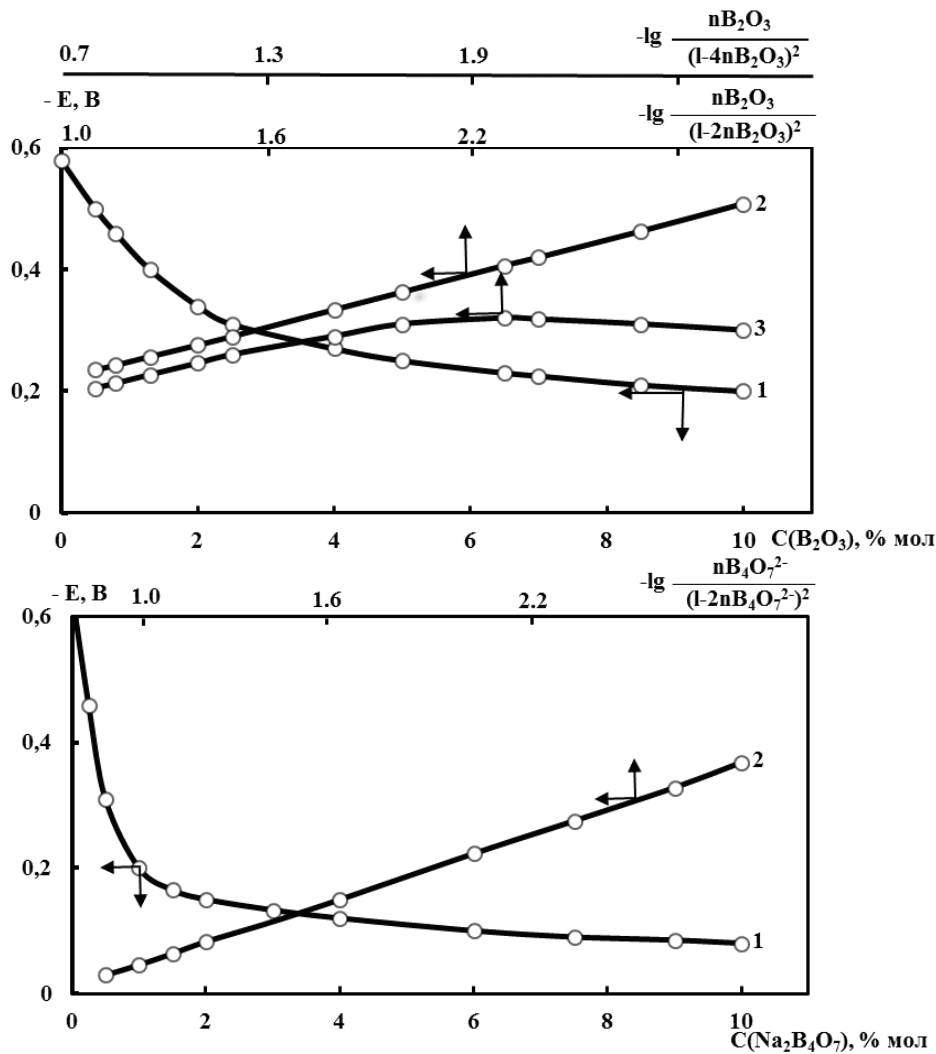 0.7 1.3 1.9 -lg nB₂O₃
(l-4nB₂O₃)²
- E, В
1.0 1.6 2.2 -lg nB₂O₃
(l-2nB₂O₃)²
0,6
2
0,4
3
0,2
1
0
0 2 4 6 8 10 C(B₂O₃), % мол
- E, В 1.0 1.6 2.2 -lg nB₄O₇²⁻
(l-2nB₄O₇²⁻)²
0,6
0,4
2
0,2
1
0
0 2 4 6 8 10
C(Na₂B₄O₇), % мол